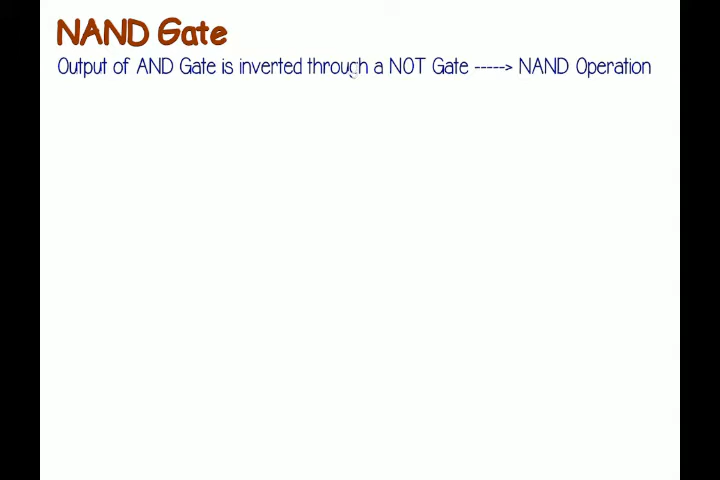 NAND Gate
Output of AND Gate is inverted through a NOT Gate -----> NAND Operation